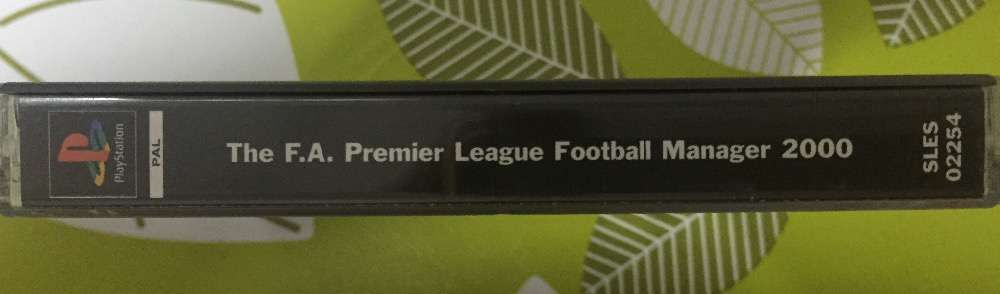 PlayStation
PAL
The F.A. Premier League Football Manager 2000
SLES
02254